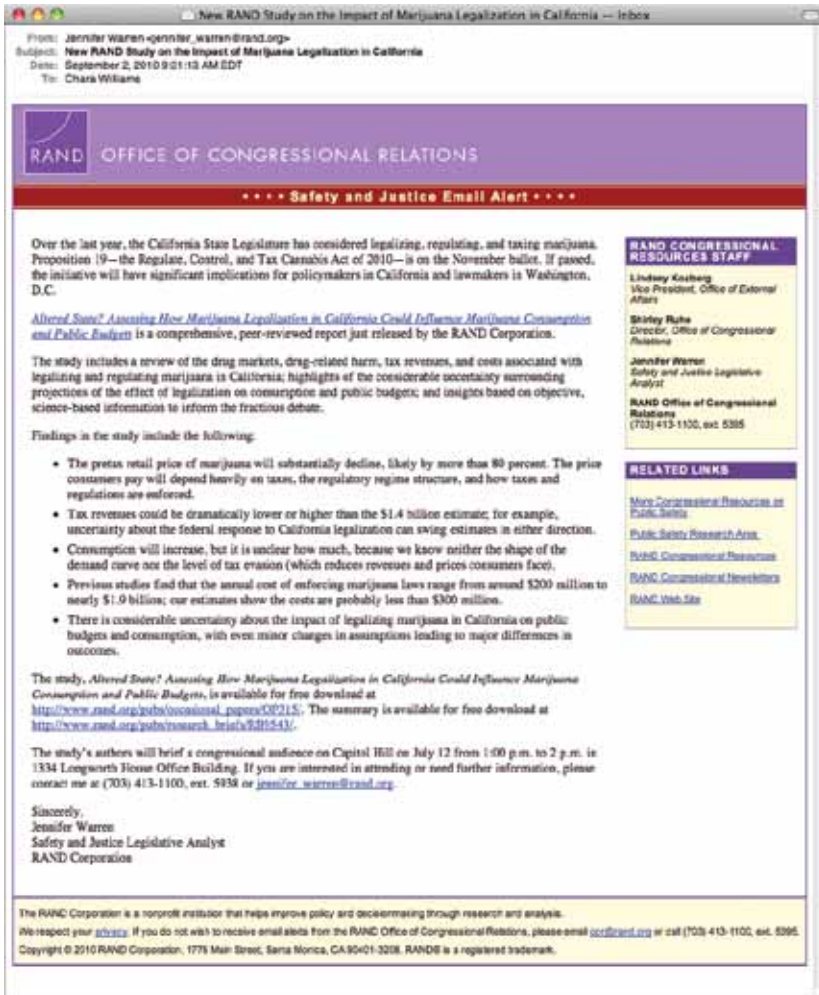 New RAND Study on the Impact of Marijuana Legalization in California — Inbox
From: Jennifer Warren <jennifer_warren@rand.org>
Subject: New RAND Study on the Impact of Marijuana Legalization in California
Date: September 2, 2010 9:01:13 AM EDT
To: Chara Williams
RAND OFFICE OF CONGRESSIONAL RELATIONS
• • • • Safety and Justice Email Alert • • • •
Over the last year, the California State Legislature has considered legalizing, regulating, and taxing marijuana.
Proposition 19—the Regulate, Control, and Tax Cannabis Act of 2010—is on the November ballot. If passed,
the initiative will have significant implications for policymakers in California and lawmakers in Washington,
D.C.
Altered State? Assessing How Marijuana Legalization in California Could Influence Marijuana Consumption
and Public Budgets is a comprehensive, peer-reviewed report just released by the RAND Corporation.
The study includes a review of the drug markets, drug-related harm, tax revenues, and costs associated with
legalizing and regulating marijuana in California; highlights of the considerable uncertainty surrounding
projections of the effect of legalization on consumption and public budgets; and insights based on objective,
science-based information to inform the fractious debate.
Findings in the study include the following:
• The pretax retail price of marijuana will substantially decline, likely by more than 80 percent. The price
consumers pay will depend heavily on taxes, the regulatory regime structure, and how taxes and
regulations are enforced.
• Tax revenues could be dramatically lower or higher than the $1.4 billion estimate; for example,
uncertainty about the federal response to California legalization can swing estimates in either direction.
• Consumption will increase, but it is unclear how much, because we know neither the shape of the
demand curve nor the level of tax evasion (which reduces revenues and prices consumers face).
• Previous studies find that the annual cost of enforcing marijuana laws range from around $200 million to
nearly $1.9 billion; our estimates show the costs are probably less than $300 million.
• There is considerable uncertainty about the impact of legalizing marijuana in California on public
budgets and consumption, with even minor changes in assumptions leading to major differences in
outcomes.
The study, Altered State? Assessing How Marijuana Legalization in California Could Influence Marijuana
Consumption and Public Budgets, is available for free download at
http://www.rand.org/pubs/occasional_papers/OP315/. The summary is available for free download at
http://www.rand.org/pubs/research_briefs/RB9543/.
The study's authors will brief a congressional audience on Capitol Hill on July 12 from 1:00 p.m. to 2 p.m. in
1334 Longworth House Office Building. If you are interested in attending or need further information, please
contact me at (703) 413-1100, ext. 5938 or jennifer_warren@rand.org.
Sincerely,
Jennifer Warren
Safety and Justice Legislative Analyst
RAND Corporation
RAND CONGRESSIONAL
RESOURCES STAFF
Lindsey Kozberg
Vice President, Office of External
Affairs
Shirley Ruhe
Director, Office of Congressional
Relations
Jennifer Warren
Safety and Justice Legislative
Analyst
RAND Office of Congressional
Relations
(703) 413-1100, ext. 5395
RELATED LINKS
More Congressional Resources on
Public Safety
Public Safety Research Area
RAND Congressional Resources
RAND Congressional Newsletters
RAND Web Site
The RAND Corporation is a nonprofit institution that helps improve policy and decisionmaking through research and analysis.
We respect your privacy. If you do not wish to receive email alerts from the RAND Office of Congressional Relations, please email ocr@rand.org or call (703) 413-1100, ext. 5395.
Copyright © 2010 RAND Corporation, 1776 Main Street, Santa Monica, CA 90401-3208. RAND® is a registered trademark.